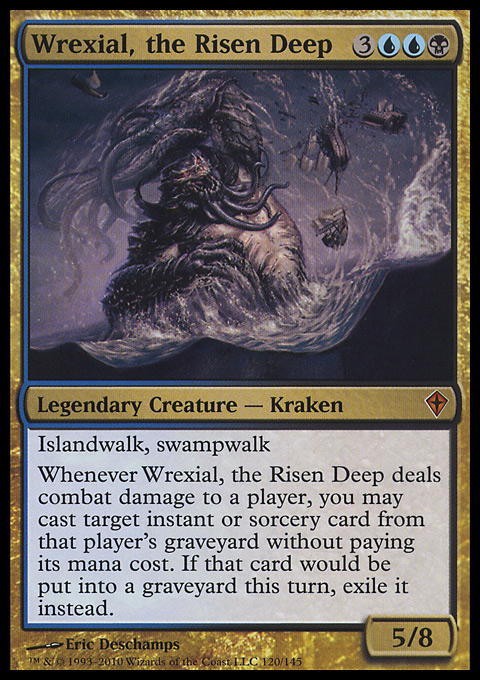 Wrexial, the Risen Deep 3
Legendary Creature — Kraken
Islandwalk, swampwalk
Whenever Wrexial, the Risen Deep deals
combat damage to a player, you may
cast target instant or sorcery card from
that player's graveyard without paying
its mana cost. If that card would be
put into a graveyard this turn, exile it
instead.
Eric Deschamps
5/8
™ & © 1993–2010 Wizards of the Coast LLC 120/145